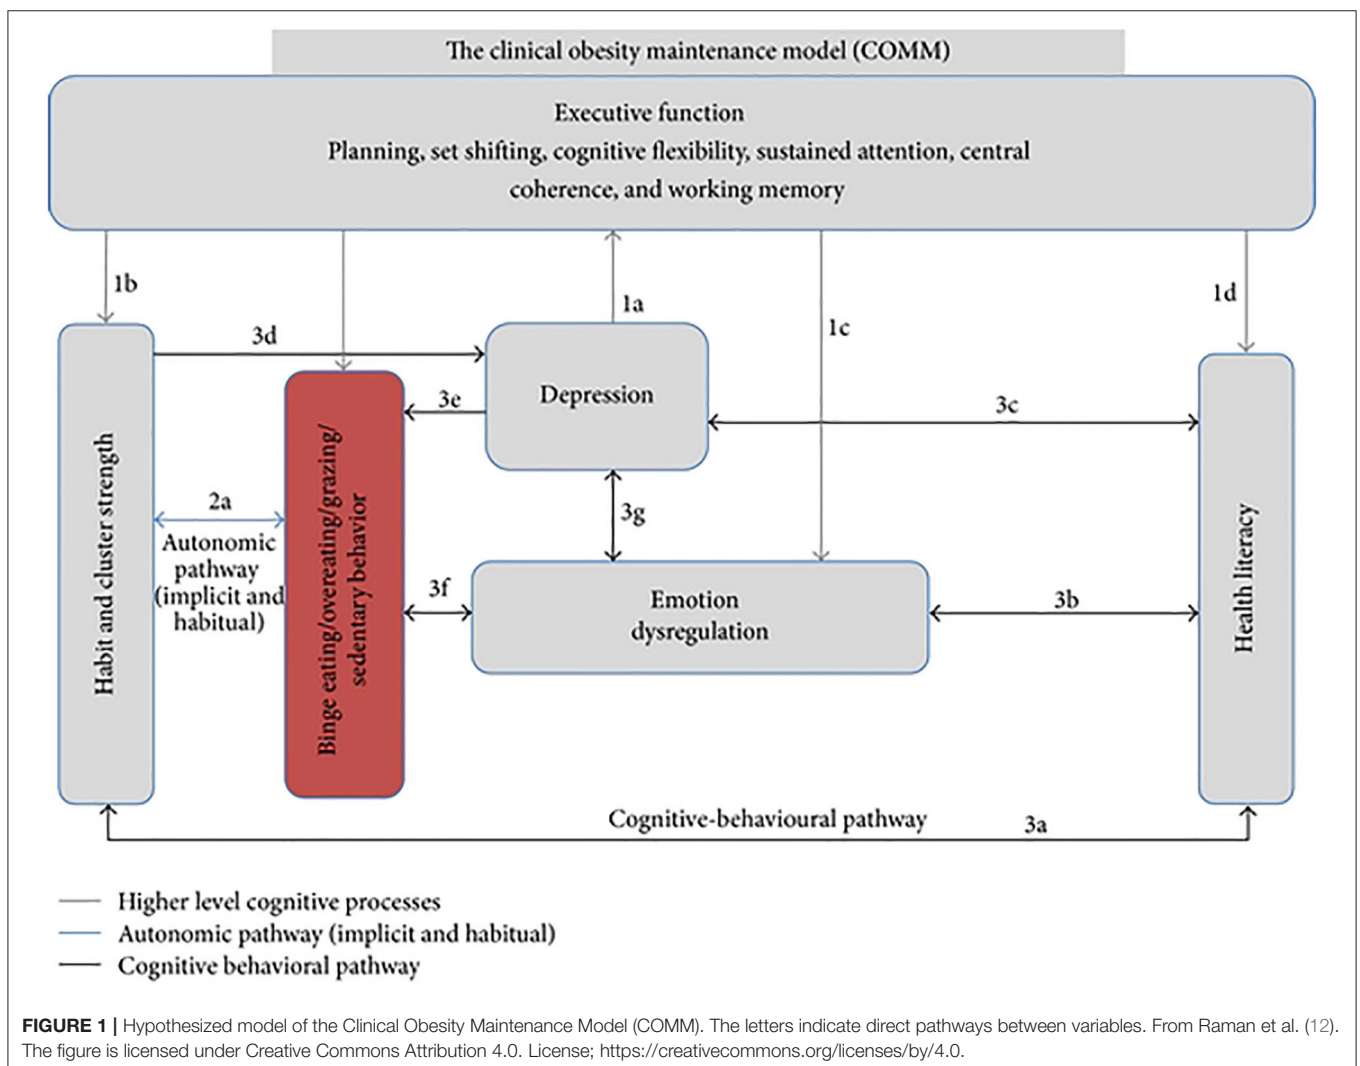 The clinical obesity maintenance model (COMM)
Executive function
Planning, set shifting, cognitive flexibility, sustained attention, central
coherence, and working memory
1b
1a
1c
1d
3d
Habit and cluster strength
Binge eating/overeating/grazing/
sedentary behavior
3e
Depression
3c
2a
Autonomic
pathway
(implicit and
habitual)
3g
3f
Emotion
dysregulation
3b
Health literacy
Cognitive-behavioural pathway
3a
Higher level cognitive processes
Autonomic pathway (implicit and habitual)
Cognitive behavioral pathway
FIGURE 1 | Hypothesized model of the Clinical Obesity Maintenance Model (COMM). The letters indicate direct pathways between variables. From Raman et al. (12).
The figure is licensed under Creative Commons Attribution 4.0. License; https://creativecommons.org/licenses/by/4.0.